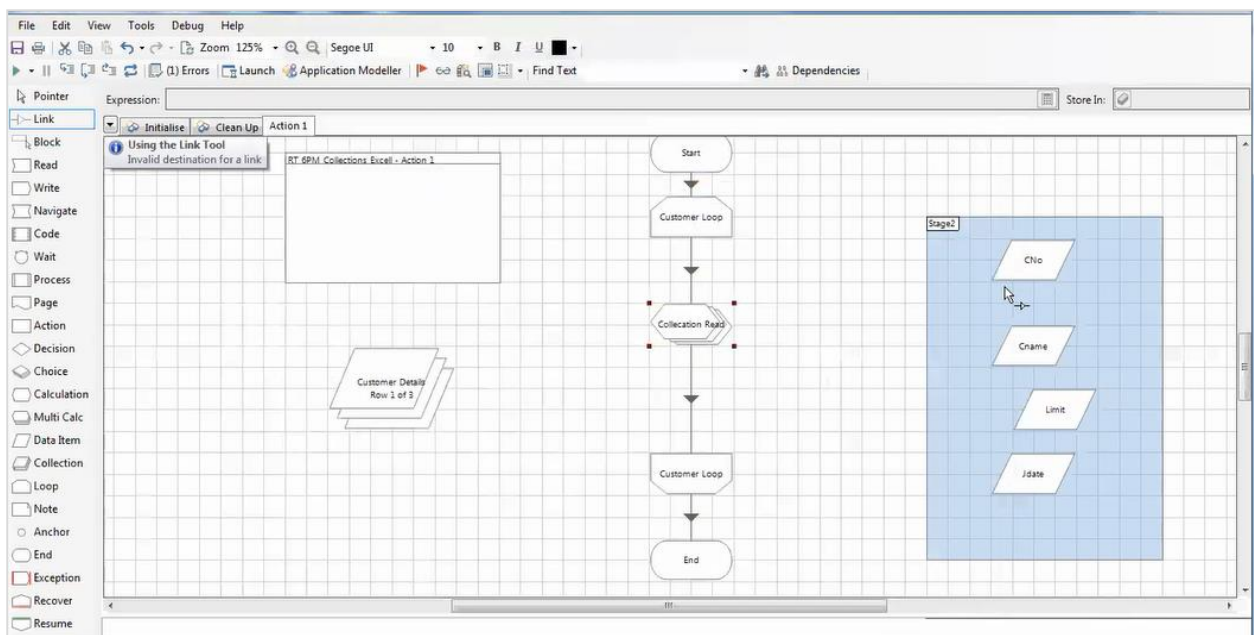 File Edit View Tools Debug Help
Zoom 125% Segoe UI 10 B I U
(1) Errors Launch Application Modeller Find Text Dependencies
Pointer
Expression:
Store In:
Link
Initialise Clean Up Action 1
Using the Link Tool
Invalid destination for a link
Block
Read
Write
Navigate
Code
Wait
Process
Page
Action
Decision
Choice
Calculation
Multi Calc
Data Item
Collection
Loop
Note
Anchor
End
Exception
Recover
Resume
RT 6PM Collections Excell - Action 1
Customer Details
Row 1 of 3
Start
Customer Loop
Collecation Read
Customer Loop
End
Stage2
CNo
Cname
Limit
Jdate